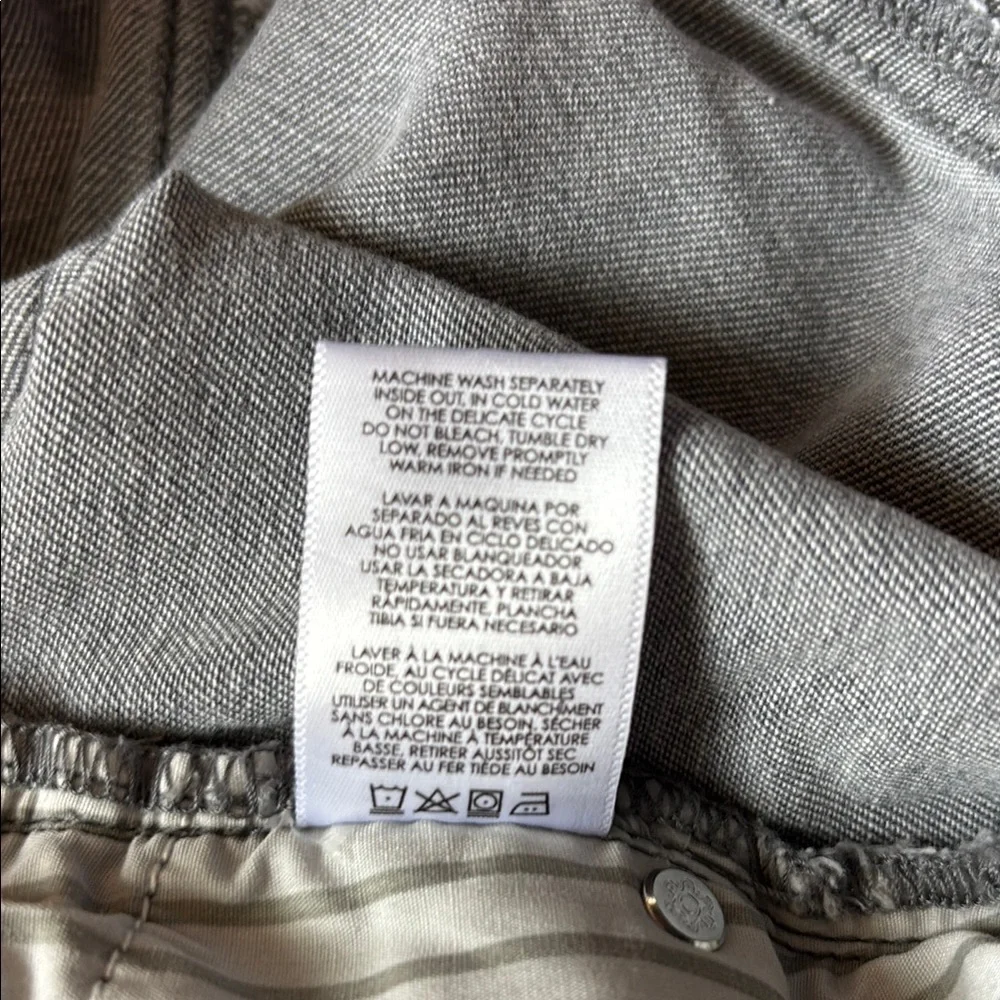 MACHINE WASH SEPARATELY
INSIDE OUT, IN COLD WATER
ON THE DELICATE CYCLE
DO NOT BLEACH, TUMBLE DRY
LOW, REMOVE PROMPTLY
WARM IRON IF NEEDED
LAVAR A MAQUINA POR
SEPARADO AL REVES CON
AGUA FRIA EN CICLO DELICADO
NO USAR BLANQUEADOR
USAR LA SECADORA A BAJA
TEMPERATURA Y RETIRAR
RÁPIDAMENTE, PLANCHA
TIBIA SI FUERA NECESARIO
LAVER À LA MACHINE À L'EAU
FROIDE, AU CYCLE DÉLICAT AVEC
DE COULEURS SEMBLABLES
UTILISER UN AGENT DE BLANCHIMENT
SANS CHLORE AU BESOIN, SÉCHER
À LA MACHINE À TEMPÉRATURE
BASSE, RETIRER AUSSITÔT SEC
REPASSER AU FER TIÈDE AU BESOIN